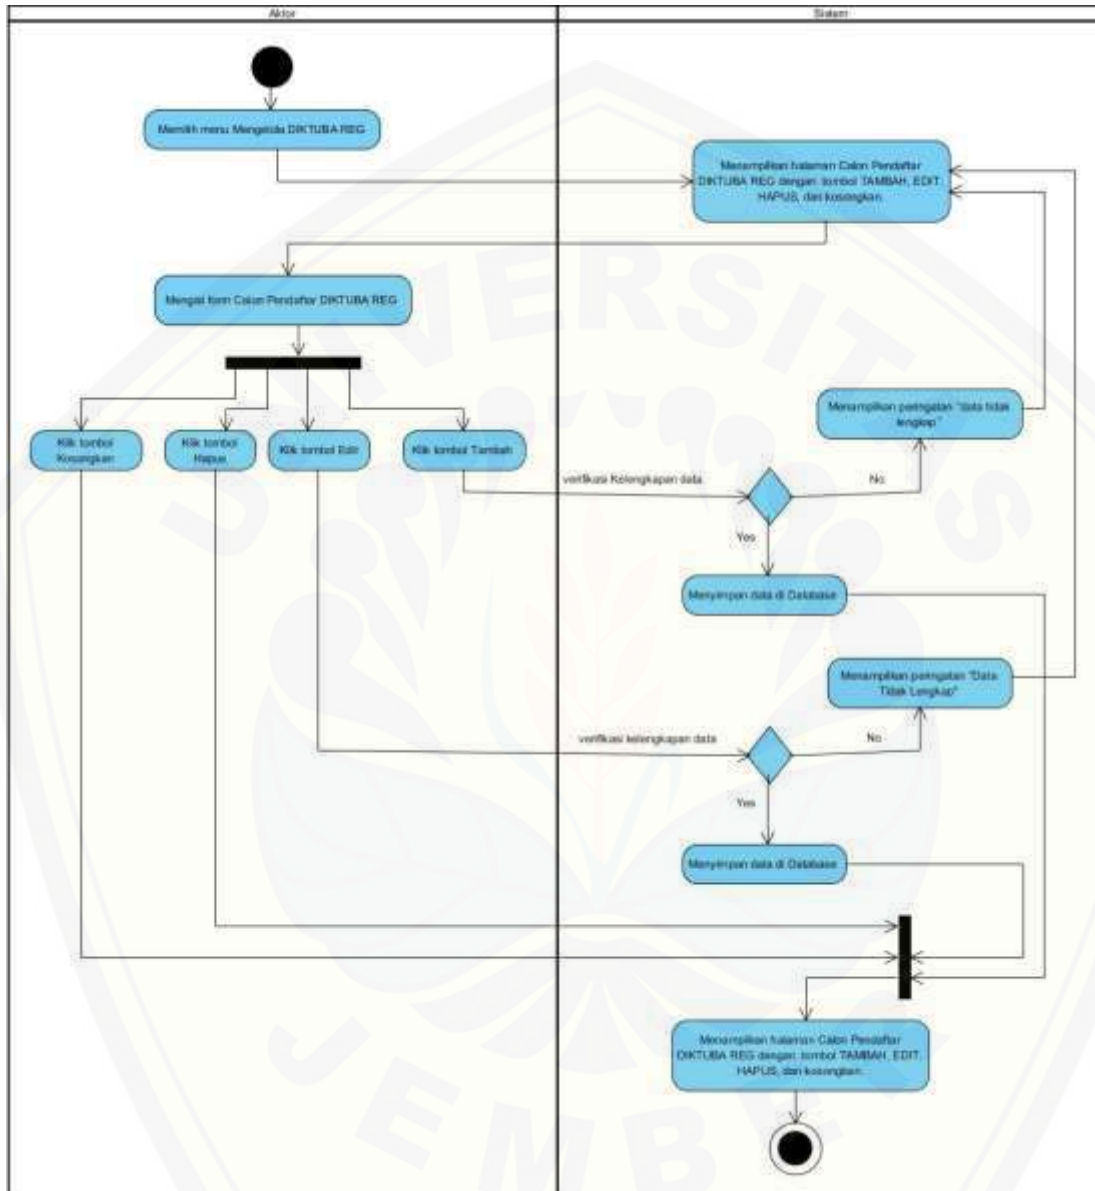 Aktor
Sistem
Memilih menu Mengelola DIKTUBA REG
Menampilkan halaman Calon Pendaftar
DIKTUBA REG dengan tombol TAMBAH, EDIT,
HAPUS, dan kosongkan.
Mengisi form Calon Pendaftar DIKTUBA REG
Klik tombol
Kosongkan
Klik tombol
Hapus
Klik tombol Edit
Klik tombol Tambah
Menampilkan peringatan "data tidak
lengkap"
verifikasi Kelengkapan data
No
Yes
Menyimpan data di Database
Menampilkan peringatan "Data
Tidak Lengkap"
verifikasi kelengkapan data
No
Yes
Menyimpan data di Database
Menampilkan halaman Calon Pendaftar
DIKTUBA REG dengan tombol TAMBAH, EDIT,
HAPUS, dan kosongkan.
UNIVERSITAS
JEMBER